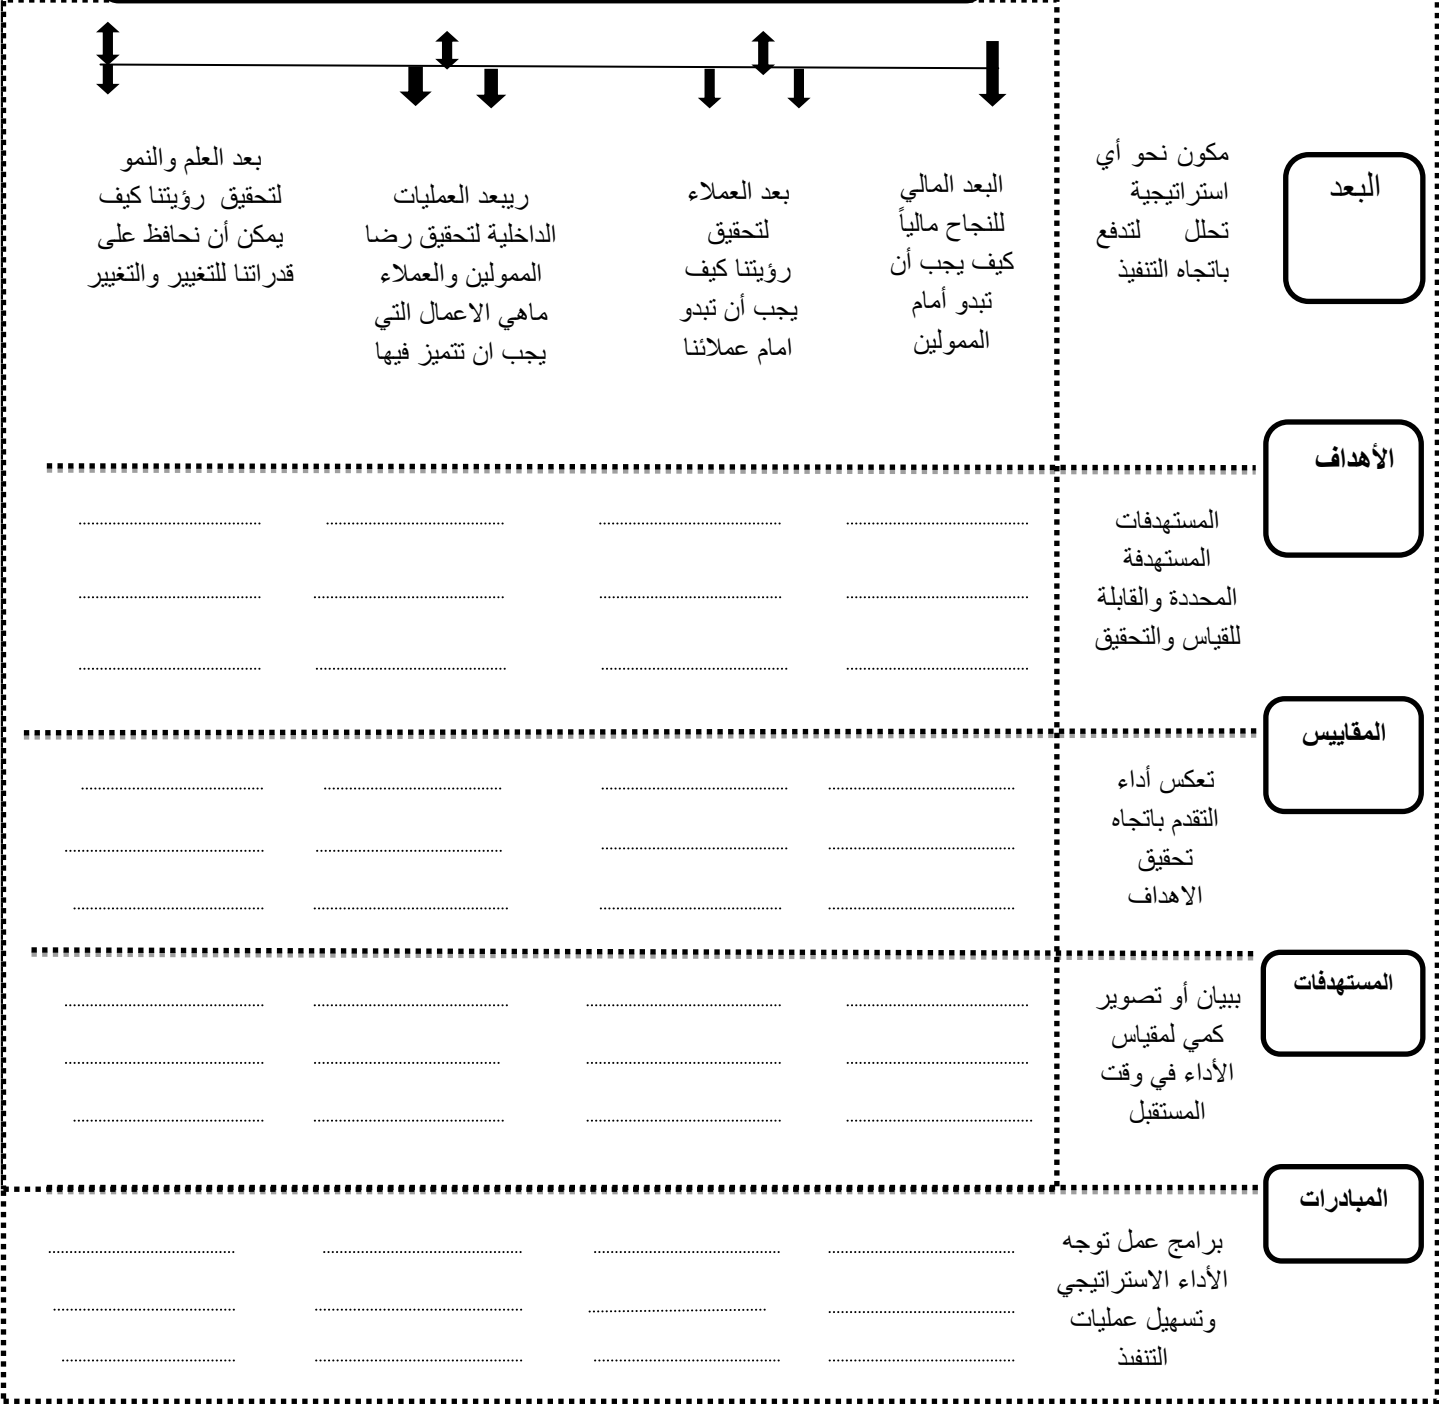 البعد
مكون نحو أي
استراتيجية
تحلل لتدفع
باتجاه التنفيذ
البعد المالي
للنجاح مالياً
كيف يجب أن
تبدو أمام
الممولين
بعد العملاء
لتحقيق
رؤيتنا كيف
يجب أن تبدو
امام عملائنا
ريبعد العمليات
الداخلية لتحقيق رضا
الممولين والعملاء
ماهي الاعمال التي
يجب ان تتميز فيها
بعد العلم والنمو
لتحقيق رؤيتنا كيف
يمكن أن نحافظ على
قدراتنا للتغيير والتغيير
الأهداف
المستهدفات
المستهدفة
المحددة والقابلة
للقياس والتحقيق
المقاييس
تعكس أداء
التقدم باتجاه
تحقيق
الاهداف
المستهدفات
ببيان أو تصوير
كمي لمقياس
الأداء في وقت
المستقبل
المبادرات
برامج عمل توجه
الأداء الاستراتيجي
وتسهيل عمليات
التنفيذ